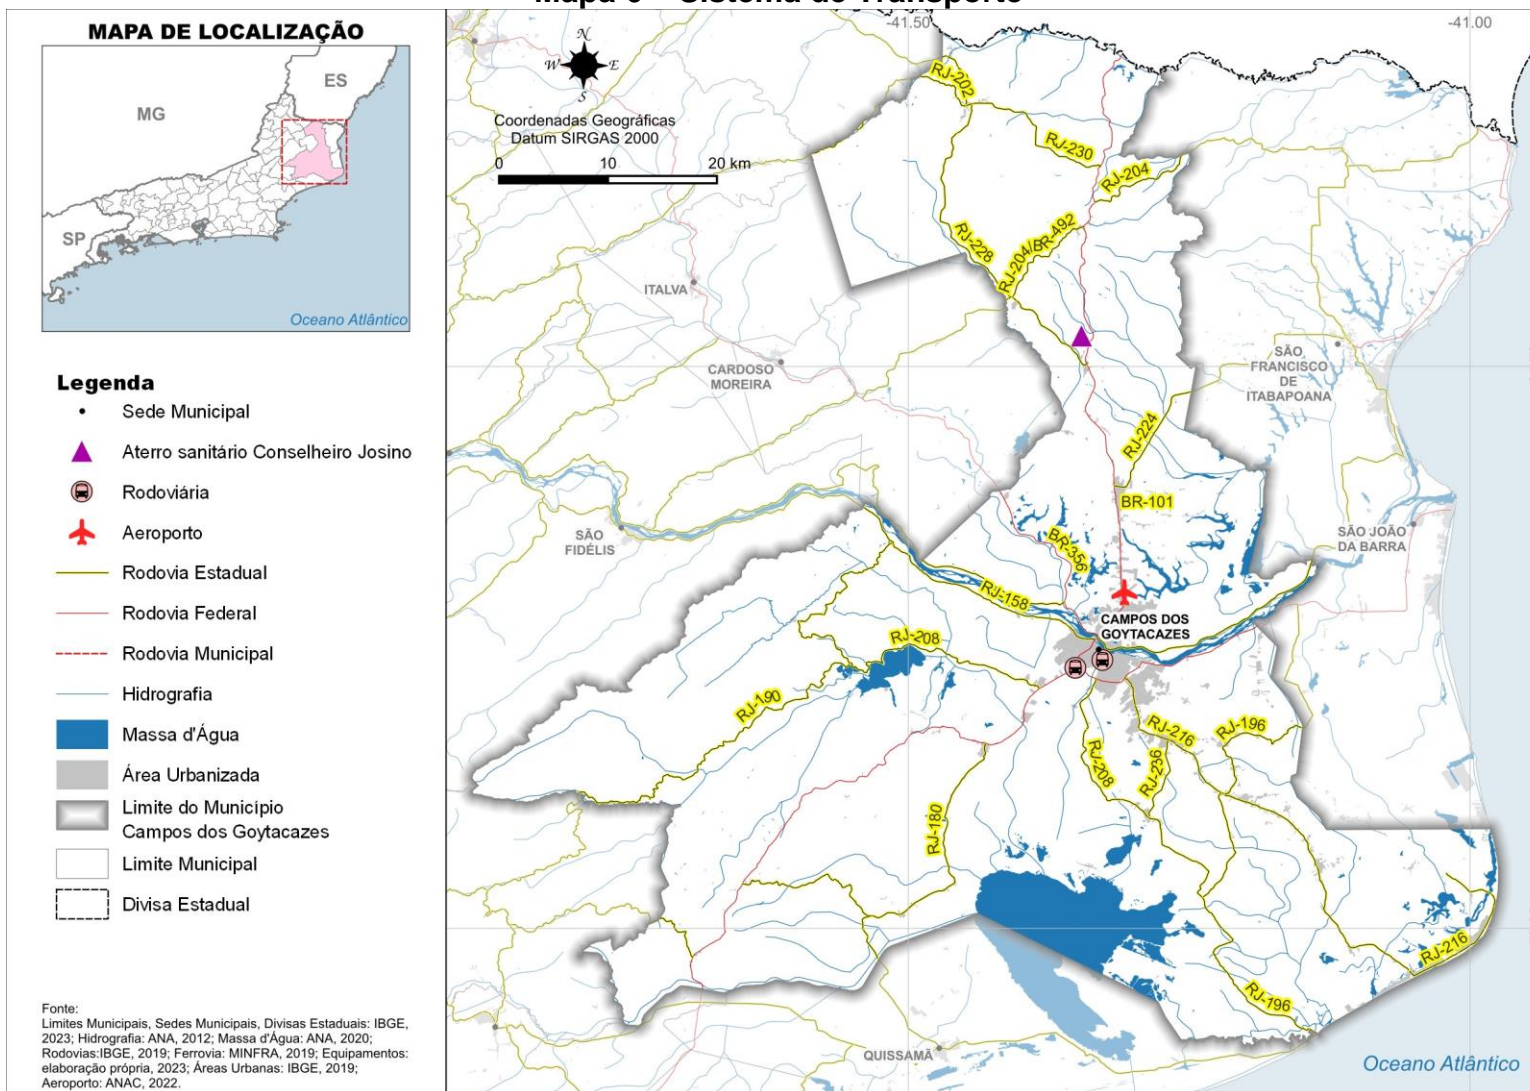 Mapa 6 - Sistema de Transporte
MAPA DE LOCALIZAÇÃO
ES
MG
SP
Oceano Atlântico
Legenda
Sede Municipal
Aterro sanitário Conselheiro Josino
Rodoviária
Aeroporto
Rodovia Estadual
Rodovia Federal
Rodovia Municipal
Hidrografia
Massa d'Água
Área Urbanizada
Limite do Município
Campos dos Goytacazes
Limite Municipal
Divisa Estadual
Fonte:
Limites Municipais, Sedes Municipais, Divisas Estaduais: IBGE,
2023; Hidrografia: ANA, 2012; Massa d'Água: ANA, 2020;
Rodovias:IBGE, 2019; Ferrovia: MINFRA, 2019; Equipamentos:
elaboração própria, 2023; Áreas Urbanas: IBGE, 2019;
Aeroporto: ANAC, 2022.
-41.50
-41.00
N
W
E
S
Coordenadas Geográficas
Datum SIRGAS 2000
0
10
20 km
RJ-202
RJ-230
RJ-204
RJ-228
RJ-204/BR-492
ITALVA
CARDOSO
MOREIRA
SÃO
FRANCISCO
DE
ITABAPOANA
RJ-224
BR-101
SÃO
FIDÉLIS
BR-356
SÃO JOÃO
DA BARRA
RJ-158
CAMPOS DOS
GOYTACAZES
RJ-208
RJ-190
RJ-216
RJ-196
RJ-208
RJ-236
RJ-180
RJ-216
RJ-196
QUISSAMÃ
Oceano Atlântico